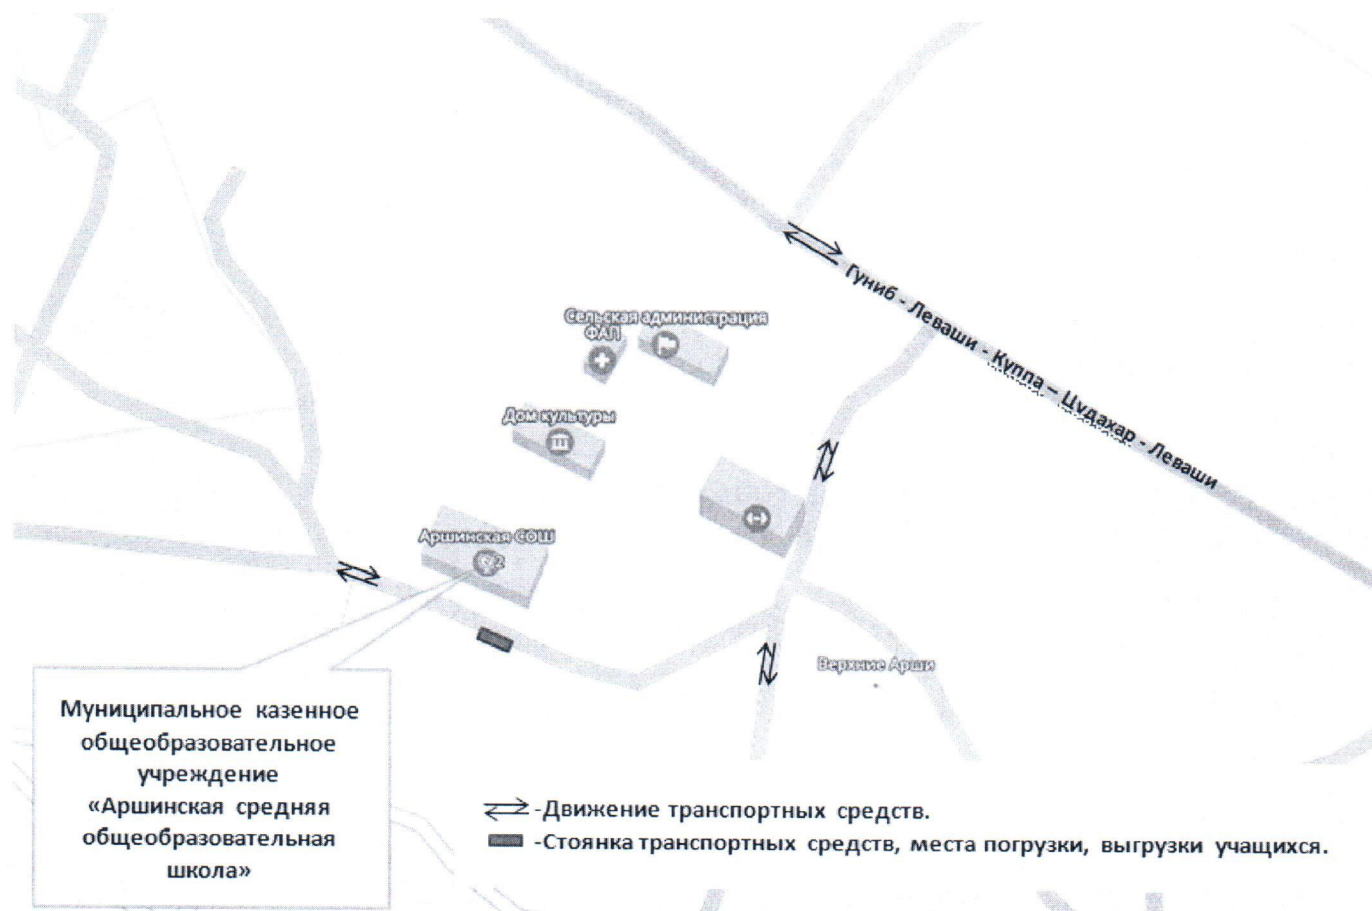 Гуниб - Леваши - Куппа – Цудахар - Леваши
Сельская администрация
ФАП
Дом культуры
Аршинская СОШ
2
Верхние Арши
Муниципальное казенное
общеобразовательное
учреждение
«Аршинская средняя
общеобразовательная
школа»
-Движение транспортных средств.
-Стоянка транспортных средств, места погрузки, выгрузки учащихся.